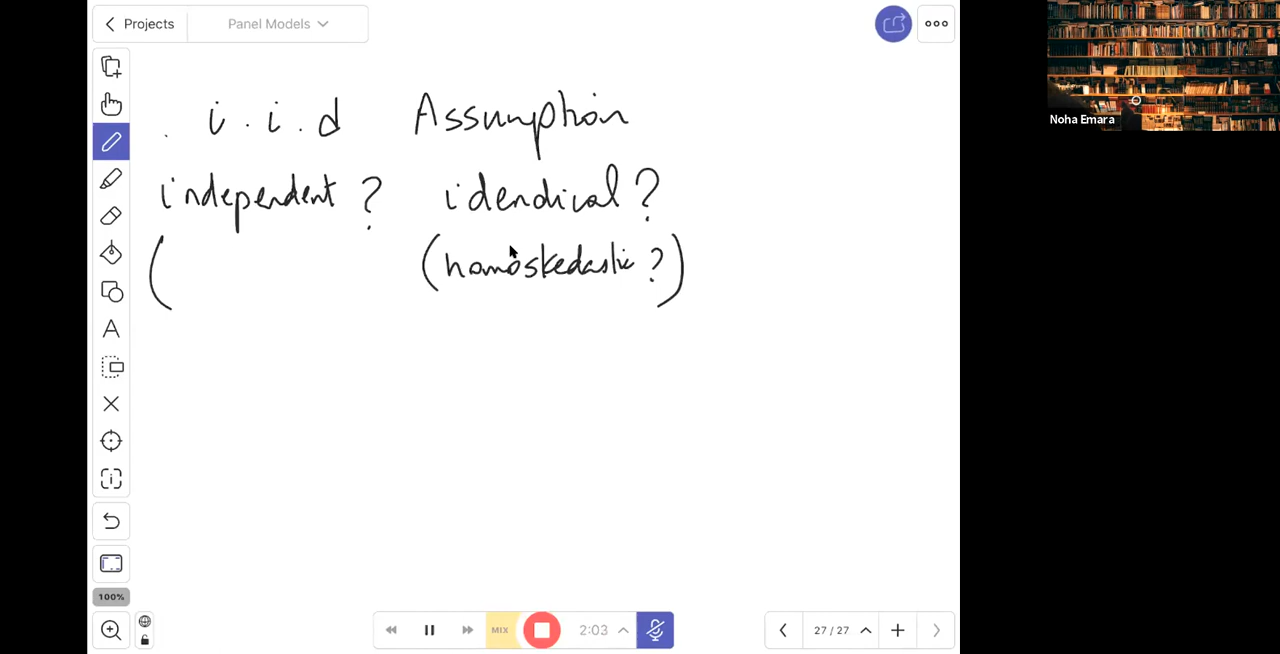 Projects
Panel Models
Noha Emara
i.i.d Assumption
independent ? idendical ?
(
(homoskedastic ?)
A
100%
MIX
2:03
27 / 27